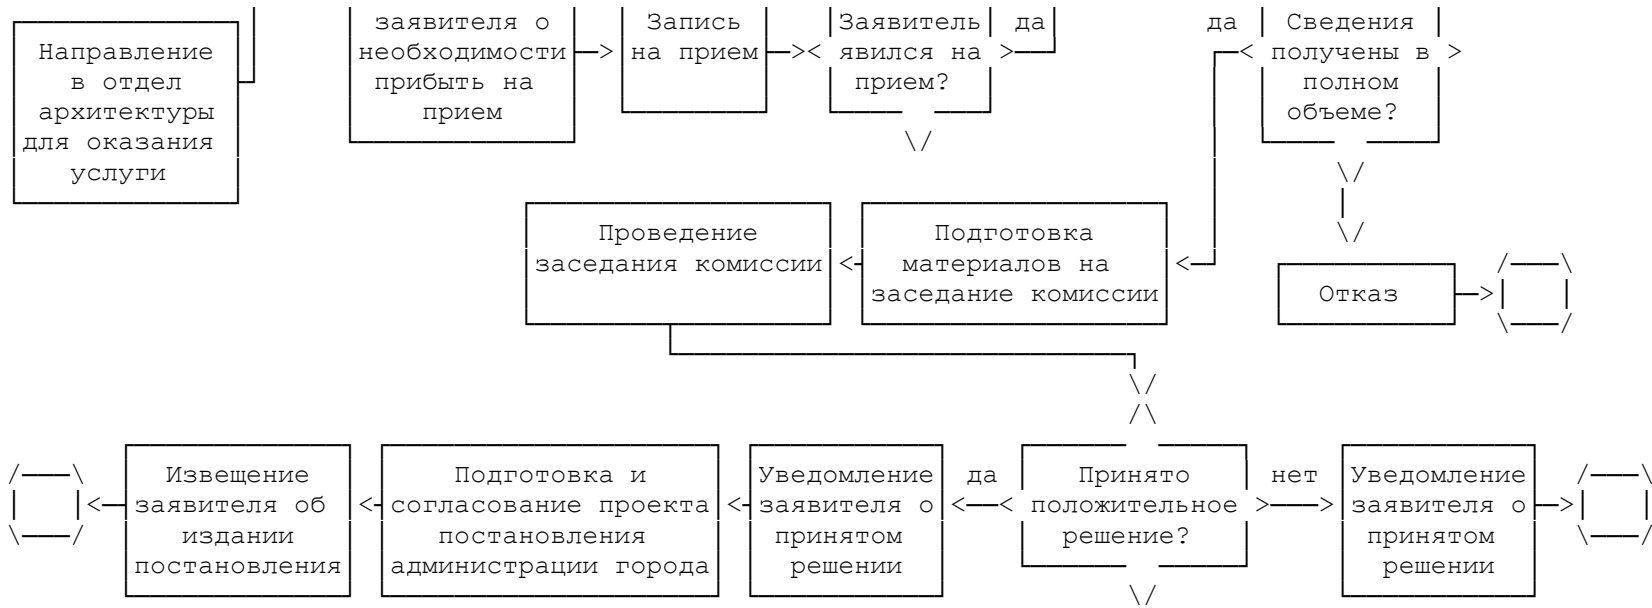 заявителя о
необходимости
прибыть на
прием
Запись
на прием
Заявитель
явился на
прием?
да
да
Сведения
получены в
полном
объеме?
Направление
в отдел
архитектуры
для оказания
услуги
Проведение
заседания комиссии
Подготовка
материалов на
заседание комиссии
Отказ
Извещение
заявителя об
издании
постановления
Подготовка и
согласование проекта
постановления
администрации города
Уведомление
заявителя о
принятом
решении
да
Принято
положительное
решение?
нет
Уведомление
заявителя о
принятом
решении